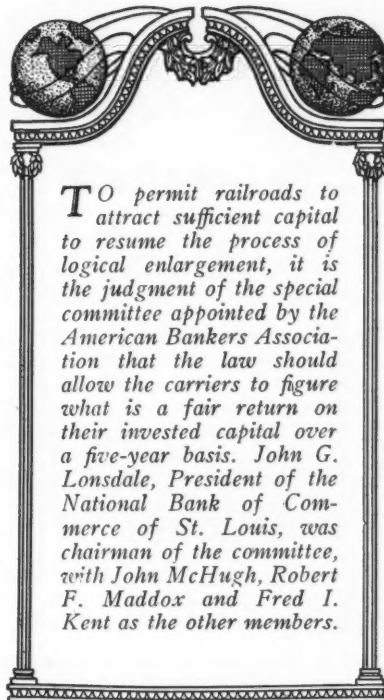 TO permit railroads to
attract sufficient capital
to resume the process of
logical enlargement, it is
the judgment of the special
committee appointed by the
American Bankers Associa-
tion that the law should
allow the carriers to figure
what is a fair return on
their invested capital over
a five-year basis. John G.
Lonsdale, President of the
National Bank of Com-
merce of St. Louis, was
chairman of the committee,
with John McHugh, Robert
F. Maddox and Fred I.
Kent as the other members.